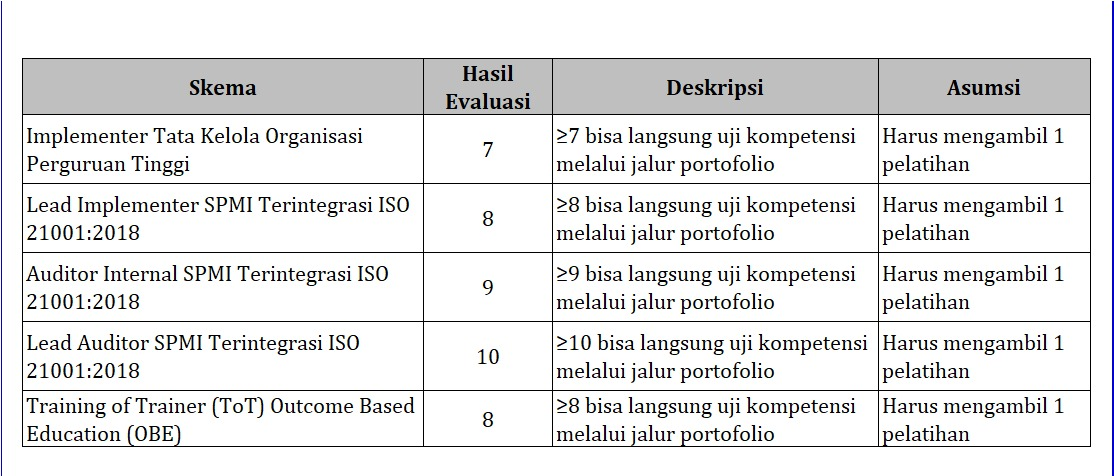 Skema
Hasil
Evaluasi
Deskripsi
Asumsi
Implementer Tata Kelola Organisasi
Perguruan Tinggi
7
≥7 bisa langsung uji kompetensi
melalui jalur portofolio
Harus mengambil 1
pelatihan
Lead Implementer SPMI Terintegrasi ISO
21001:2018
8
≥8 bisa langsung uji kompetensi
melalui jalur portofolio
Harus mengambil 1
pelatihan
Auditor Internal SPMI Terintegrasi ISO
21001:2018
9
≥9 bisa langsung uji kompetensi
melalui jalur portofolio
Harus mengambil 1
pelatihan
Lead Auditor SPMI Terintegrasi ISO
21001:2018
10
≥10 bisa langsung uji kompetensi
melalui jalur portofolio
Harus mengambil 1
pelatihan
Training of Trainer (ToT) Outcome Based
Education (OBE)
8
≥8 bisa langsung uji kompetensi
melalui jalur portofolio
Harus mengambil 1
pelatihan